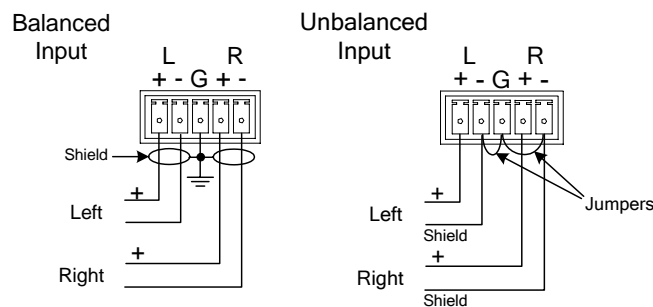 Balanced
Input
L R
+ - G + -
Shield
+
Left
+
Right
Unbalanced
Input
L R
+ - G + -
Jumpers
+
Left
Shield
+
Right
Shield